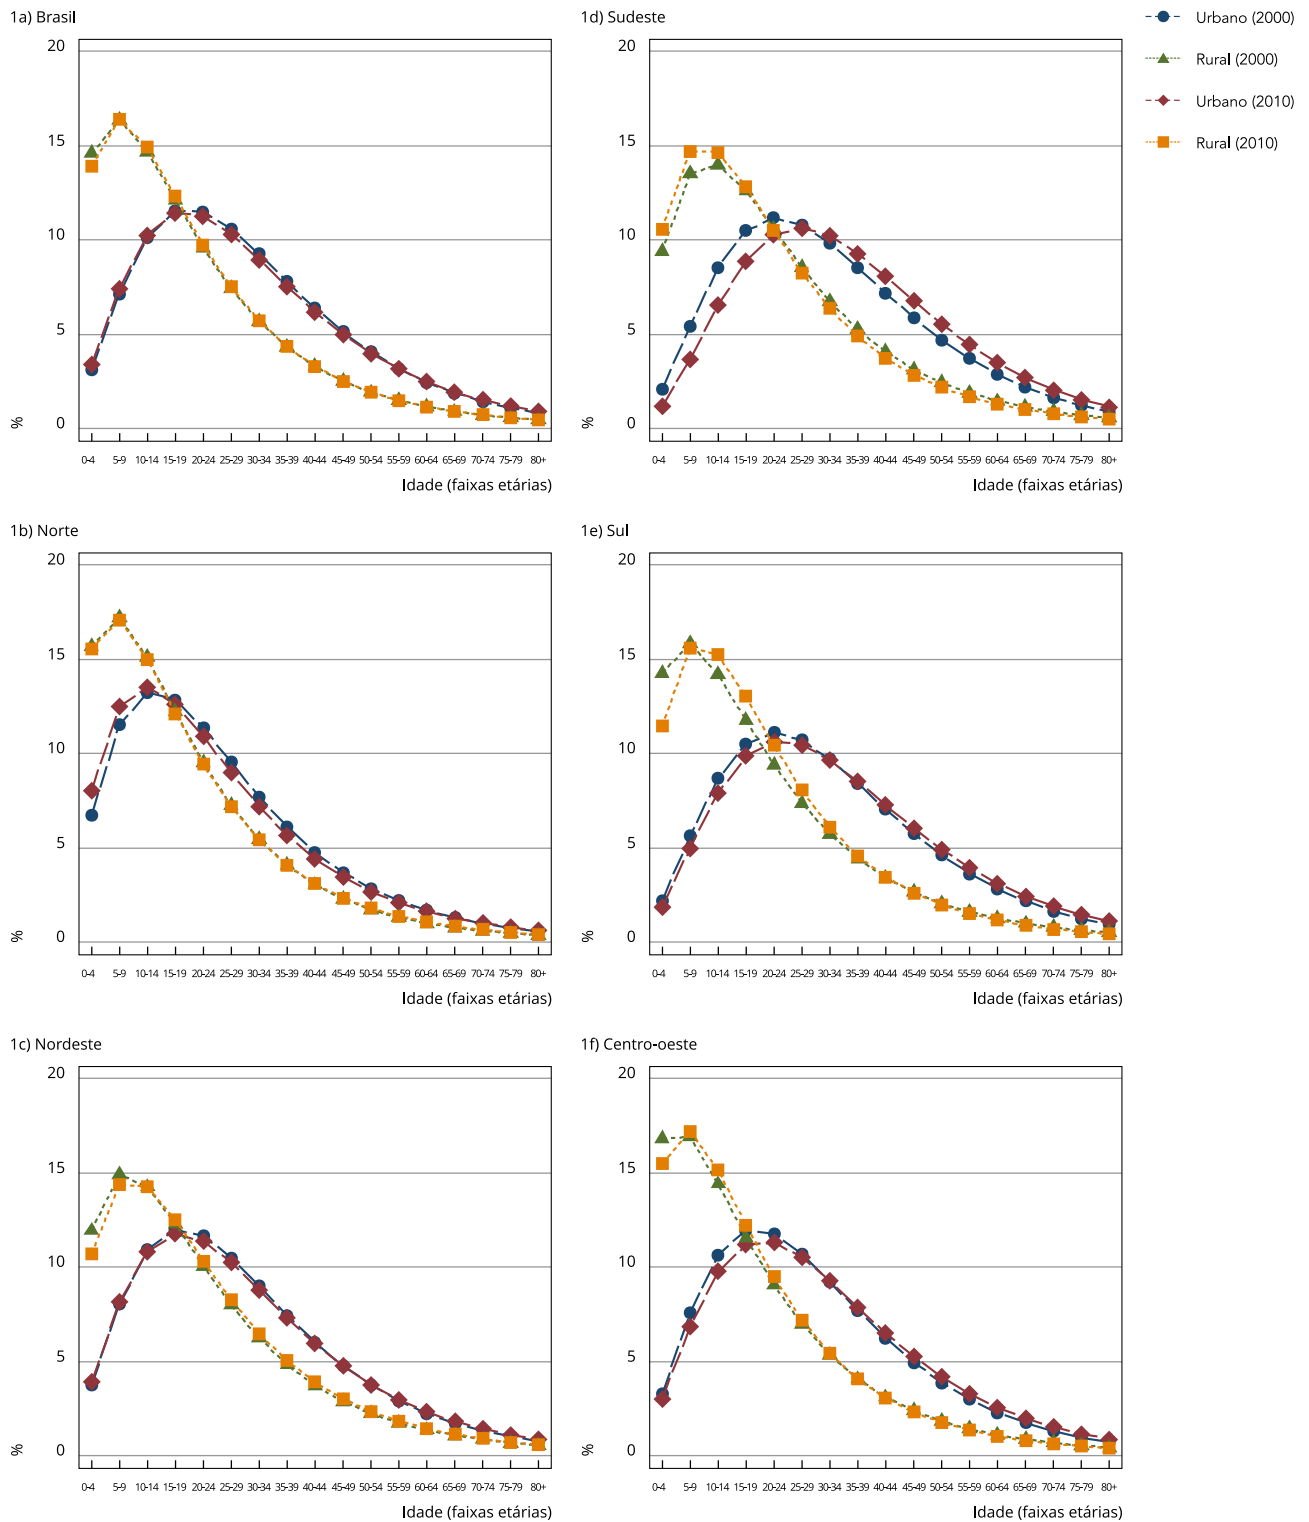 1a) Brasil
20
15
10
5
0
%
0-4 5-9 10-14 15-19 20-24 25-29 30-34 35-39 40-44 45-49 50-54 55-59 60-64 65-69 70-74 75-79 80+
Idade (faixas etárias)
1d) Sudeste
20
15
10
5
0
%
0-4 5-9 10-14 15-19 20-24 25-29 30-34 35-39 40-44 45-49 50-54 55-59 60-64 65-69 70-74 75-79 80+
Idade (faixas etárias)
Urbano (2000)
Rural (2000)
Urbano (2010)
Rural (2010)
1b) Norte
20
15
10
5
0
%
0-4 5-9 10-14 15-19 20-24 25-29 30-34 35-39 40-44 45-49 50-54 55-59 60-64 65-69 70-74 75-79 80+
Idade (faixas etárias)
1e) Sul
20
15
10
5
0
%
0-4 5-9 10-14 15-19 20-24 25-29 30-34 35-39 40-44 45-49 50-54 55-59 60-64 65-69 70-74 75-79 80+
Idade (faixas etárias)
1c) Nordeste
20
15
10
5
0
%
0-4 5-9 10-14 15-19 20-24 25-29 30-34 35-39 40-44 45-49 50-54 55-59 60-64 65-69 70-74 75-79 80+
Idade (faixas etárias)
1f) Centro-oeste
20
15
10
5
0
%
0-4 5-9 10-14 15-19 20-24 25-29 30-34 35-39 40-44 45-49 50-54 55-59 60-64 65-69 70-74 75-79 80+
Idade (faixas etárias)